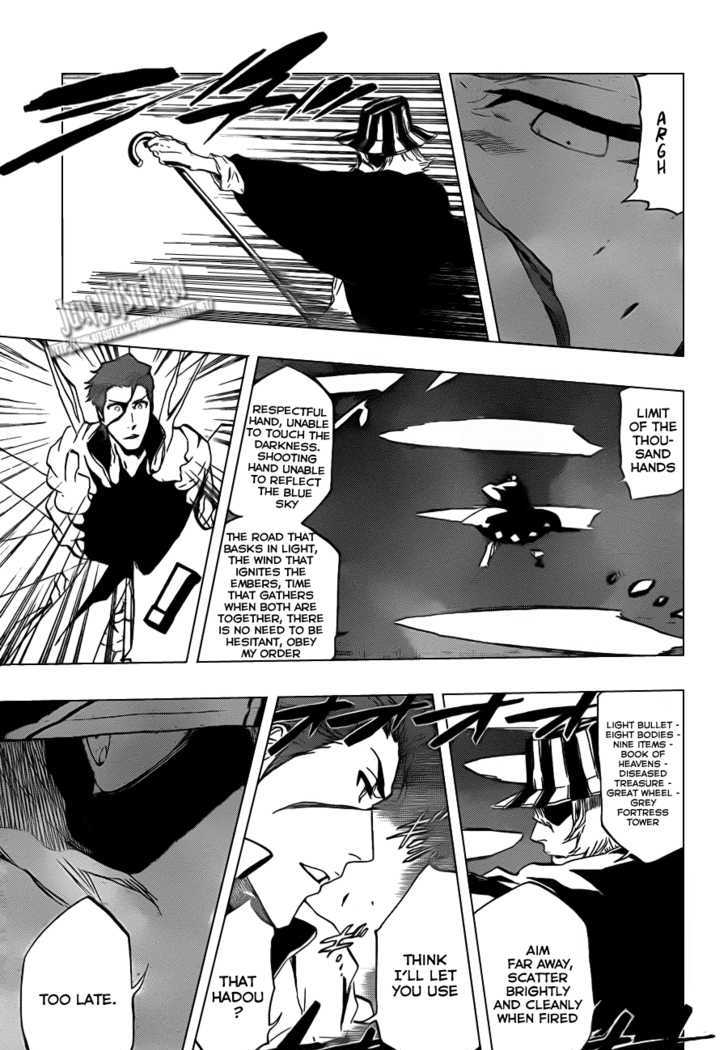 ARGH
LIMIT
OF THE
THOU-
SAND
HANDS
RESPECTFUL
HAND, UNABLE
TO TOUCH THE
DARKNESS.
SHOOTING
HAND UNABLE
TO REFLECT
THE BLUE
SKY
THE ROAD THAT
BASKS IN LIGHT,
THE WIND THAT
IGNITES THE
EMBERS, TIME
THAT GATHERS
WHEN BOTH ARE
TOGETHER, THERE
IS NO NEED TO BE
HESITANT, OBEY
MY ORDER
!
LIGHT BULLET -
EIGHT BODIES -
NINE ITEMS -
BOOK OF
HEAVENS -
DISEASED
TREASURE -
GREAT WHEEL -
GREY
FORTRESS
TOWER
AIM
FAR AWAY,
SCATTER
BRIGHTLY
AND CLEANLY
WHEN FIRED
THINK
I'LL LET
YOU USE
THAT
HADOU
?
TOO LATE.